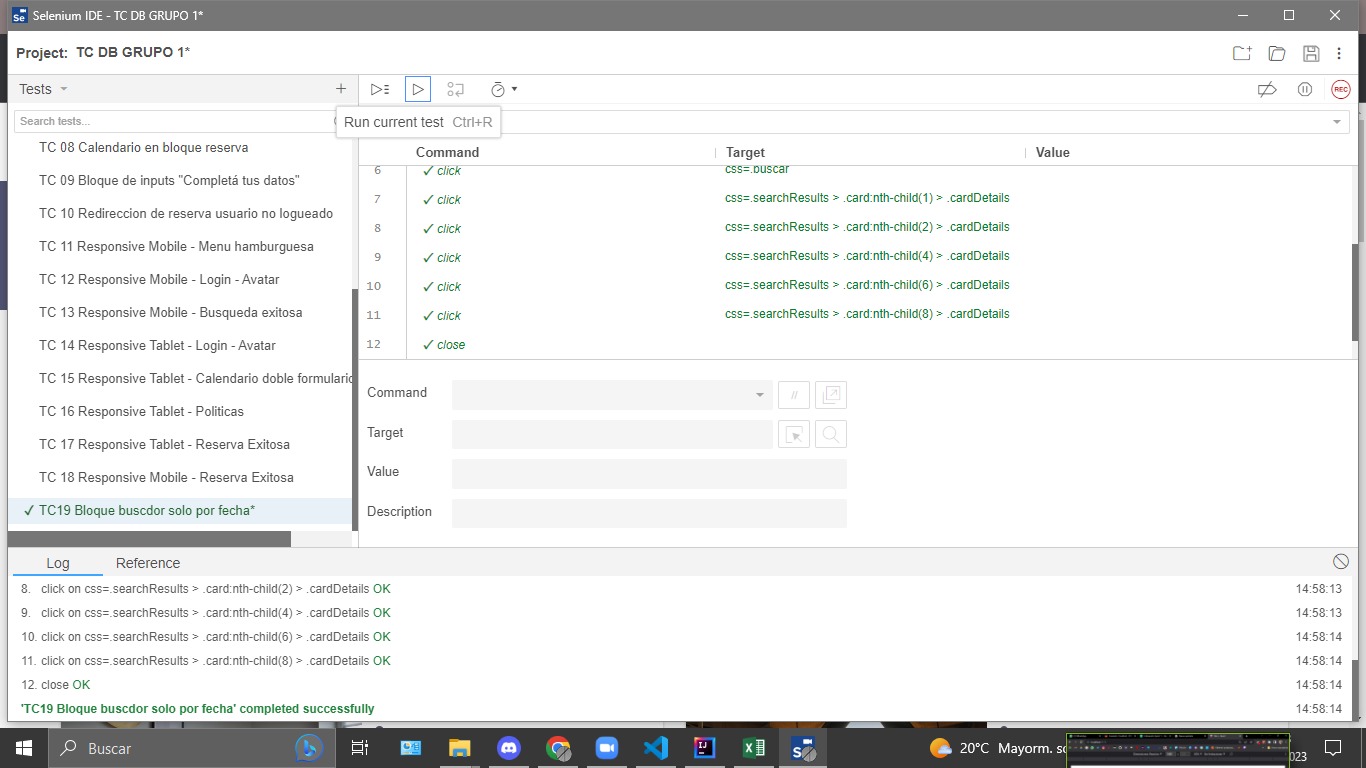 Selenium IDE - TC DB GRUPO 1*
Project: TC DB GRUPO 1*
Tests
REC
Search tests...
Run current test Ctrl+R
Command Target Value
TC 08 Calendario en bloque reserva
TC 09 Bloque de inputs "Completá tus datos"
TC 10 Redireccion de reserva usuario no logueado
TC 11 Responsive Mobile - Menu hamburguesa
TC 12 Responsive Mobile - Login - Avatar
TC 13 Responsive Mobile - Busqueda exitosa
TC 14 Responsive Tablet - Login - Avatar
TC 15 Responsive Tablet - Calendario doble formulario
TC 16 Responsive Tablet - Politicas
TC 17 Responsive Tablet - Reserva Exitosa
TC 18 Responsive Mobile - Reserva Exitosa
✓ TC19 Bloque buscdor solo por fecha*
6 ✓ click css=.buscar
7 ✓ click css=.searchResults > .card:nth-child(1) > .cardDetails
8 ✓ click css=.searchResults > .card:nth-child(2) > .cardDetails
9 ✓ click css=.searchResults > .card:nth-child(4) > .cardDetails
10 ✓ click css=.searchResults > .card:nth-child(6) > .cardDetails
11 ✓ click css=.searchResults > .card:nth-child(8) > .cardDetails
12 ✓ close
Command //
Target
Value
Description
Log Reference
8. click on css=.searchResults > .card:nth-child(2) > .cardDetails OK 14:58:13
9. click on css=.searchResults > .card:nth-child(4) > .cardDetails OK 14:58:13
10. click on css=.searchResults > .card:nth-child(6) > .cardDetails OK 14:58:14
11. click on css=.searchResults > .card:nth-child(8) > .cardDetails OK 14:58:14
12. close OK 14:58:14
'TC19 Bloque buscdor solo por fecha' completed successfully 14:58:14
Buscar
20°C Mayorm. so
023